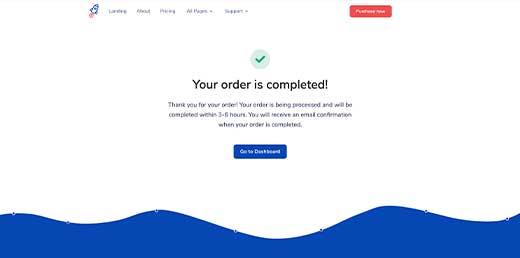 Landing About Pricing All Pages Support Purchase now
Your order is completed!
Thank you for your order! Your order is being processed and will be
completed within 3-6 hours. You will receive an email confirmation
when your order is completed.
Go to Dashboard